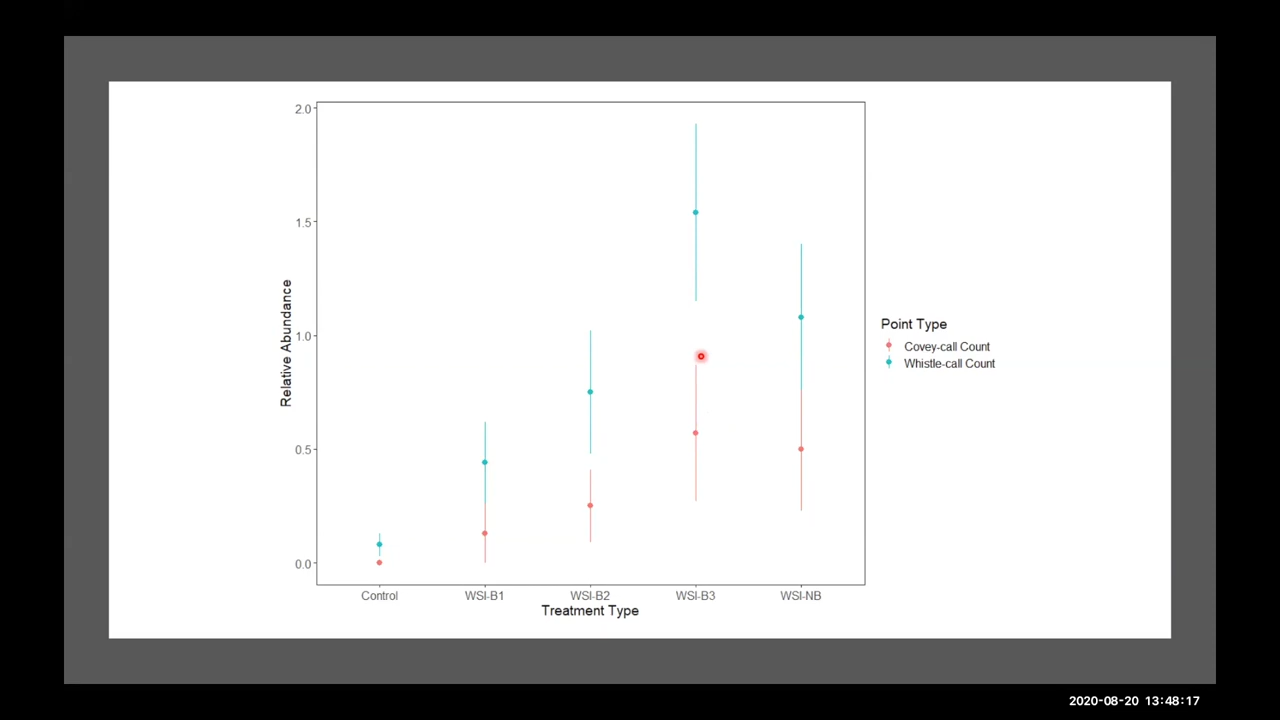 2.0
1.5
1.0
0.5
0.0
Relative Abundance
Control WSI-B1 WSI-B2 WSI-B3 WSI-NB
Treatment Type
Point Type
Covey-call Count
Whistle-call Count
2020-08-20 13:48:17